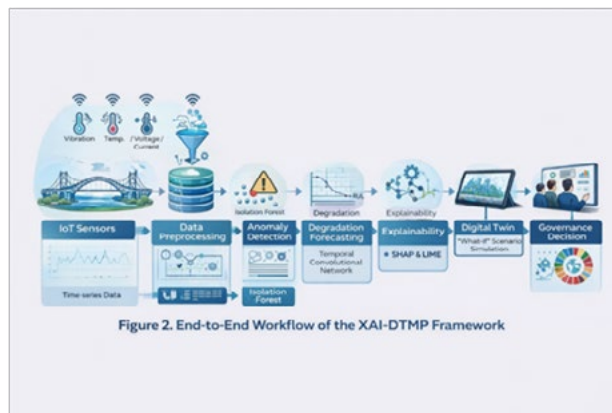 Vibration
Temp.
/Voltage/
Current
Isolation Forest
RUL
Degradation
Explainability
IoT Sensors
Time-series Data
Data
Preprocessing
Anomaly
Detection
Isolation
Forest
Degradation
Forecasting
Temporal
Convolutional
Network
Explainability
SHAP & LIME
Digital Twin
"What-if" Scenario
Simulation
Governance
Decision
Figure 2. End-to-End Workflow of the XAI-DTMP Framework